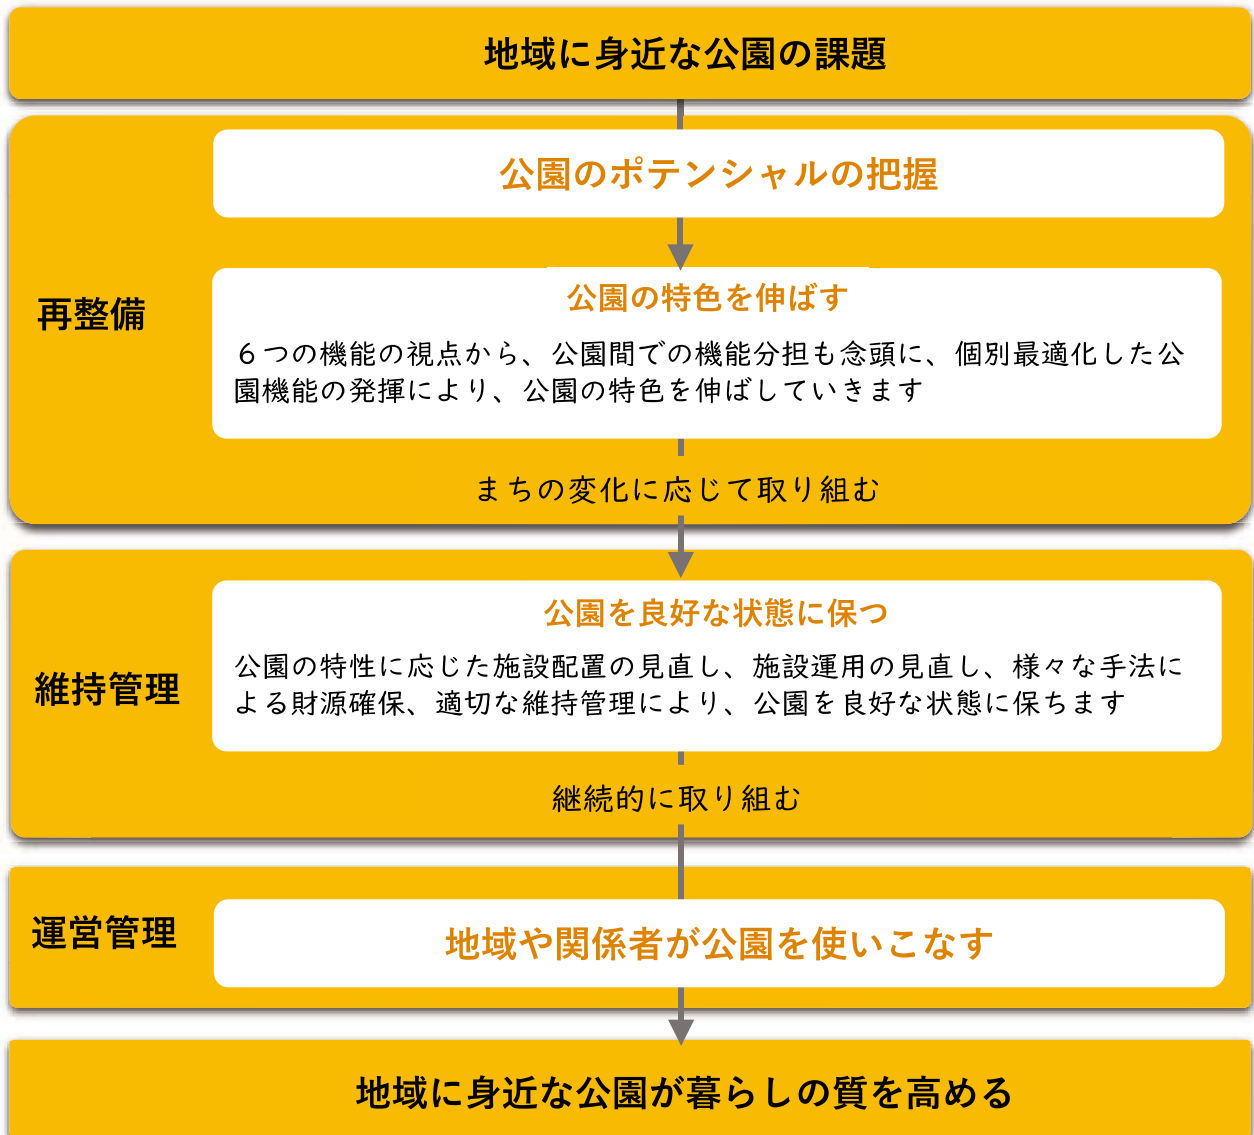 地域に身近な公園の課題
公園のポテンシャルの把握
再整備
公園の特色を伸ばす
６つの機能の視点から、公園間での機能分担も念頭に、個別最適化した公
園機能の発揮により、公園の特色を伸ばしていきます
まちの変化に応じて取り組む
維持管理
公園を良好な状態に保つ
公園の特性に応じた施設配置の見直し、施設運用の見直し、様々な手法に
よる財源確保、適切な維持管理により、公園を良好な状態に保ちます
継続的に取り組む
運営管理
地域や関係者が公園を使いこなす
地域に身近な公園が暮らしの質を高める